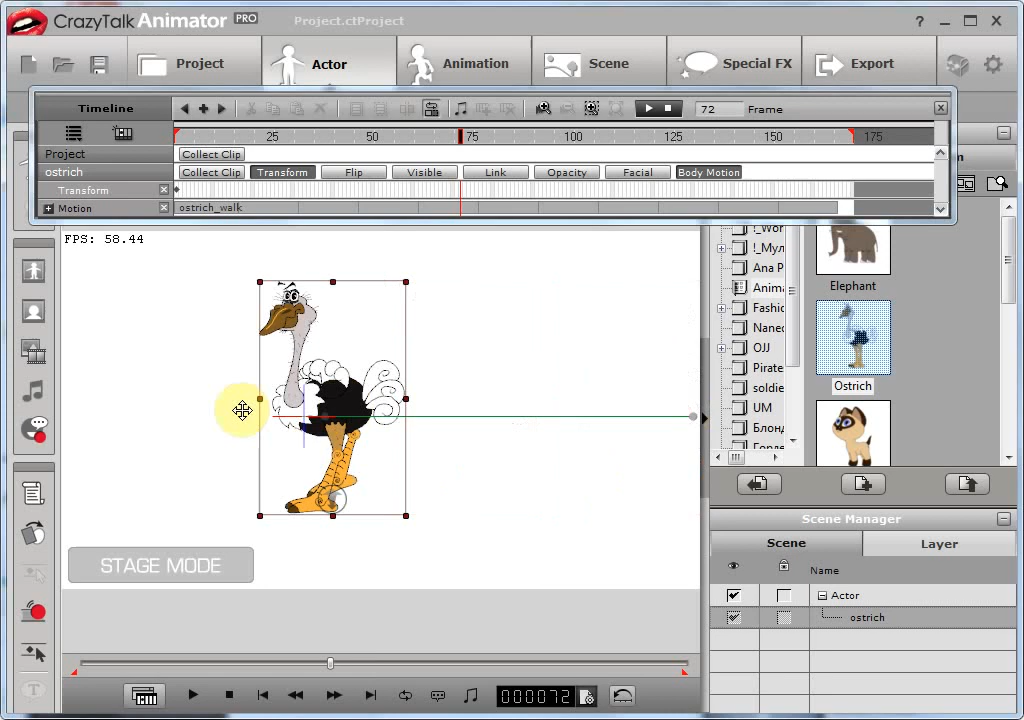 CrazyTalk Animator PRO
Project.ctProject
Project
Actor
Animation
Scene
Special FX
Export
Timeline
72
Frame
25 50 75 100 125 150 175
Project
Collect Clip
ostrich
Collect Clip
Transform
Flip
Visible
Link
Opacity
Facial
Body Motion
Transform
Motion
ostrich_walk
FPS: 58.44
STAGE MODE
Ana P
Anima
Fashio
OJJ
Pirate
soldie
UM
Блонд
Elephant
Ostrich
Scene Manager
Scene
Layer
Name
Actor
ostrich
000072